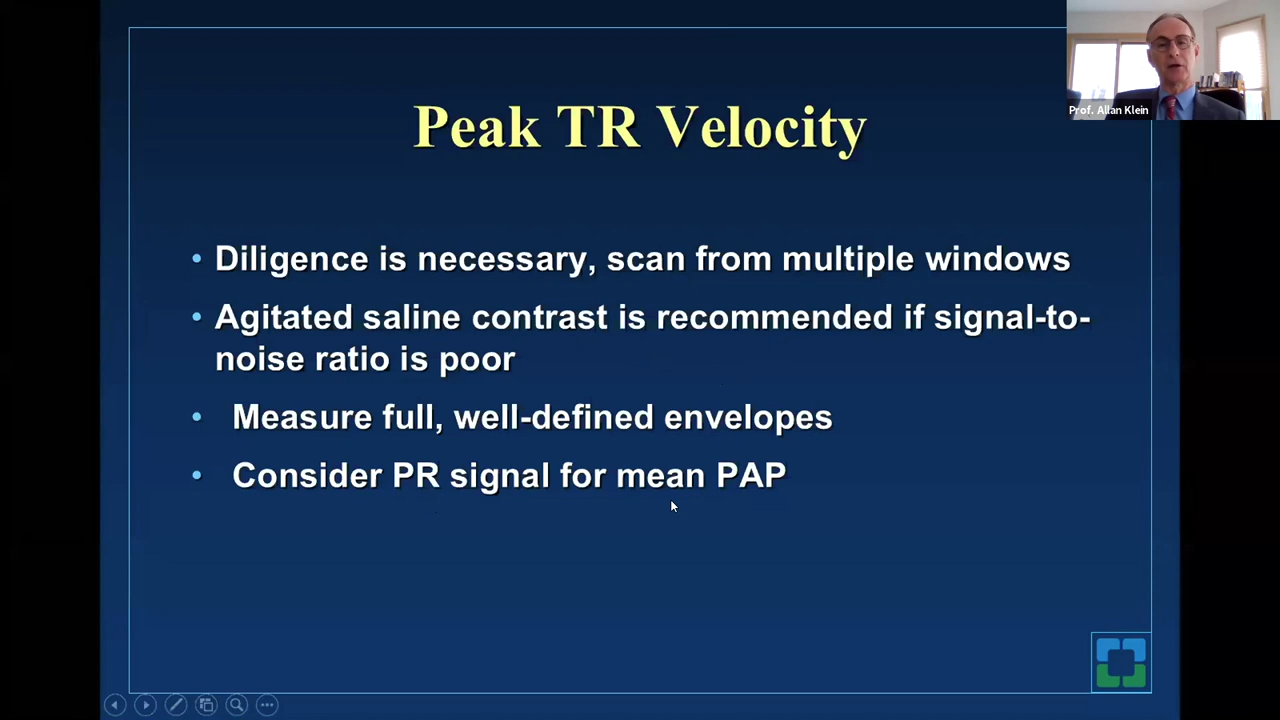 Prof. Allan Klein
Peak TR Velocity
• Diligence is necessary, scan from multiple windows
• Agitated saline contrast is recommended if signal-to-
noise ratio is poor
• Measure full, well-defined envelopes
• Consider PR signal for mean PAP